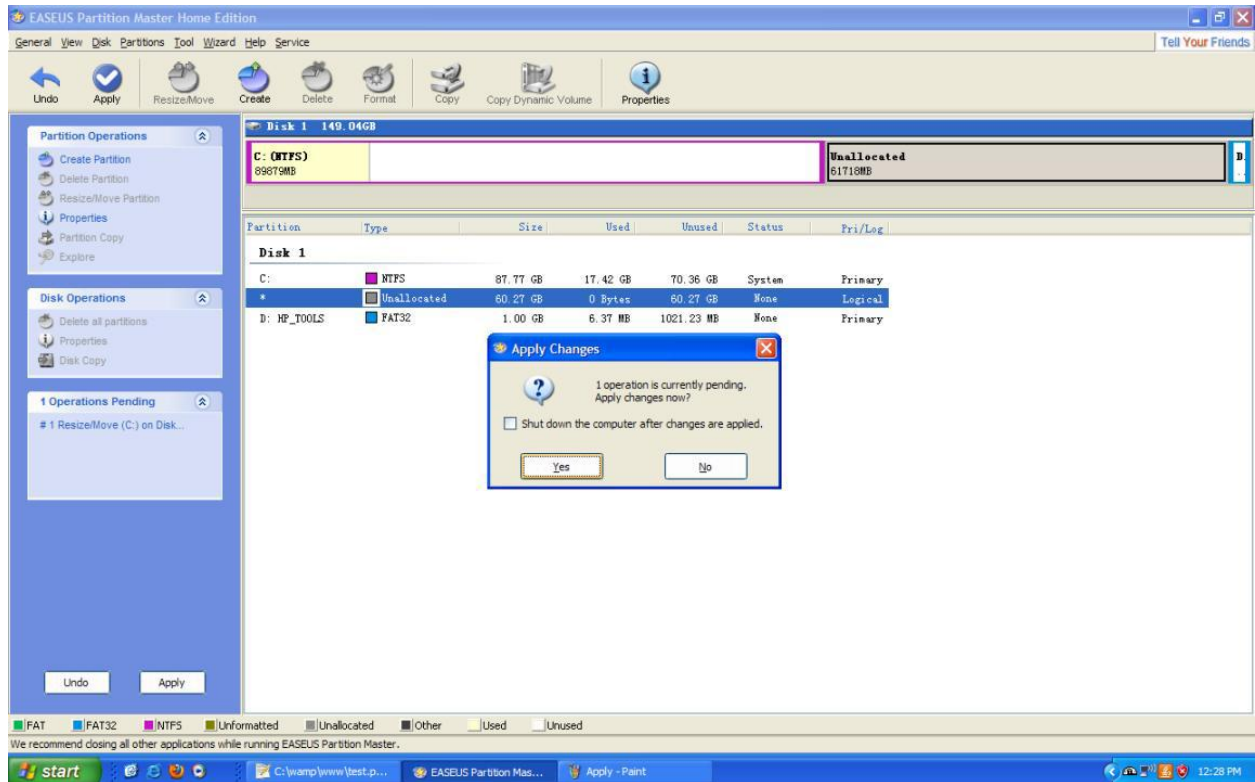 EASEUS Partition Master Home Edition
General View Disk Partitions Tool Wizard Help Service
Tell Your Friends
Undo Apply Resize/Move Create Delete Format Copy Copy Dynamic Volume Properties
Partition Operations
Create Partition
Delete Partition
Resize/Move Partition
Properties
Partition Copy
Explore
Disk Operations
Delete all partitions
Properties
Disk Copy
1 Operations Pending
# 1 Resize/Move (C:) on Disk...
Undo Apply
Disk 1 149.04GB
C: (NTFS)
89879MB
Unallocated
61718MB
D.
..
Partition Type Size Used Unused Status Pri/Log
Disk 1
C: NTFS 87.77 GB 17.42 GB 70.36 GB System Primary
* Unallocated 60.27 GB 0 Bytes 60.27 GB None Logical
D: HP_TOOLS FAT32 1.00 GB 6.37 MB 1021.23 MB None Primary
Apply Changes
1 operation is currently pending.
Apply changes now?
Shut down the computer after changes are applied.
Yes No
FAT FAT32 NTFS Unformatted Unallocated Other Used Unused
We recommend closing all other applications while running EASEUS Partition Master.
start C:\wamp\www\test.p... EASEUS Partition Mas... Apply - Paint 12:28 PM